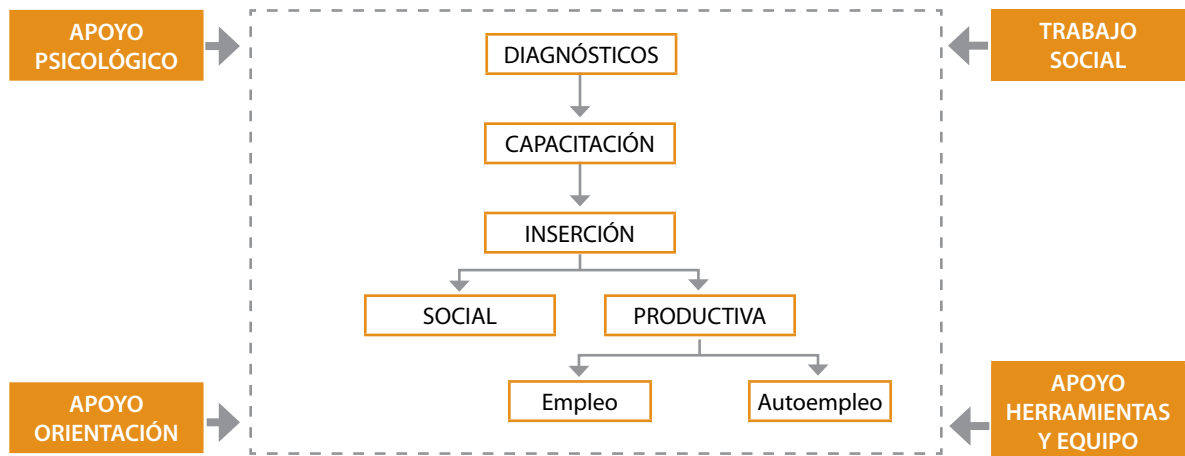 APOYO
PSICOLÓGICO
DIAGNÓSTICOS
TRABAJO
SOCIAL
CAPACITACIÓN
INSERCIÓN
SOCIAL
PRODUCTIVA
Empleo
Autoempleo
APOYO
ORIENTACIÓN
APOYO
HERRAMIENTAS
Y EQUIPO